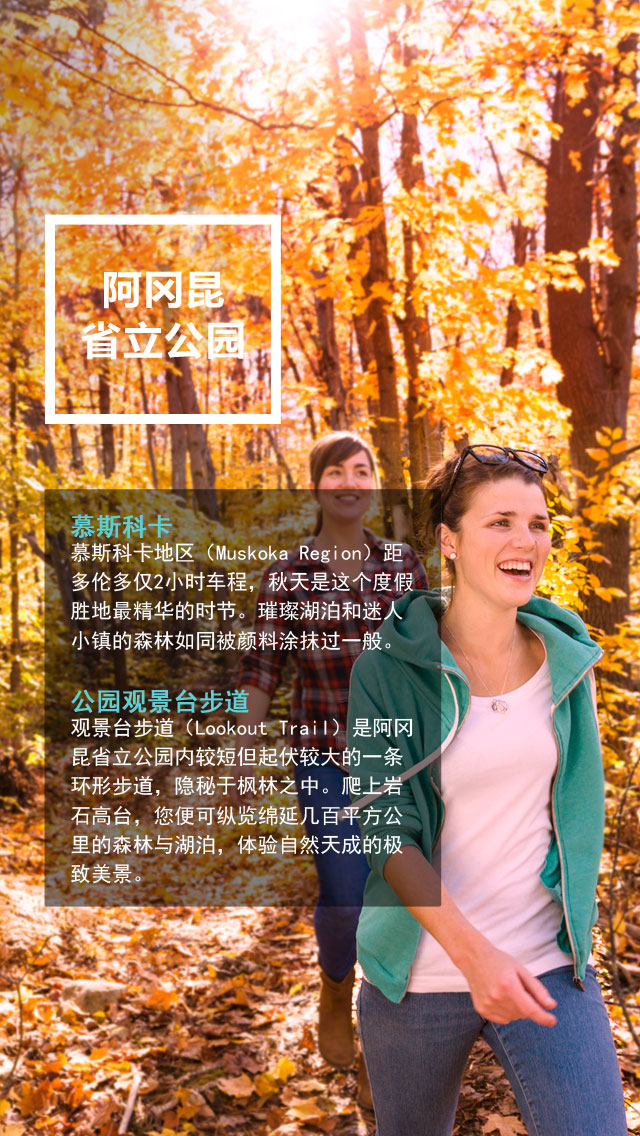 阿冈昆
省立公园
慕斯科卡
慕斯科卡地区（Muskoka Region）距
多伦多仅2小时车程，秋天是这个度假
胜地最精华的时节。璀璨湖泊和迷人
小镇的森林如同被颜料涂抹过一般。
公园观景台步道
观景台步道（Lookout Trail）是阿冈
昆省立公园内较短但起伏较大的一条
环形步道，隐秘于枫林之中。爬上岩
石高台，您便可纵览绵延几百平方公
里的森林与湖泊，体验自然天成的极
致美景。